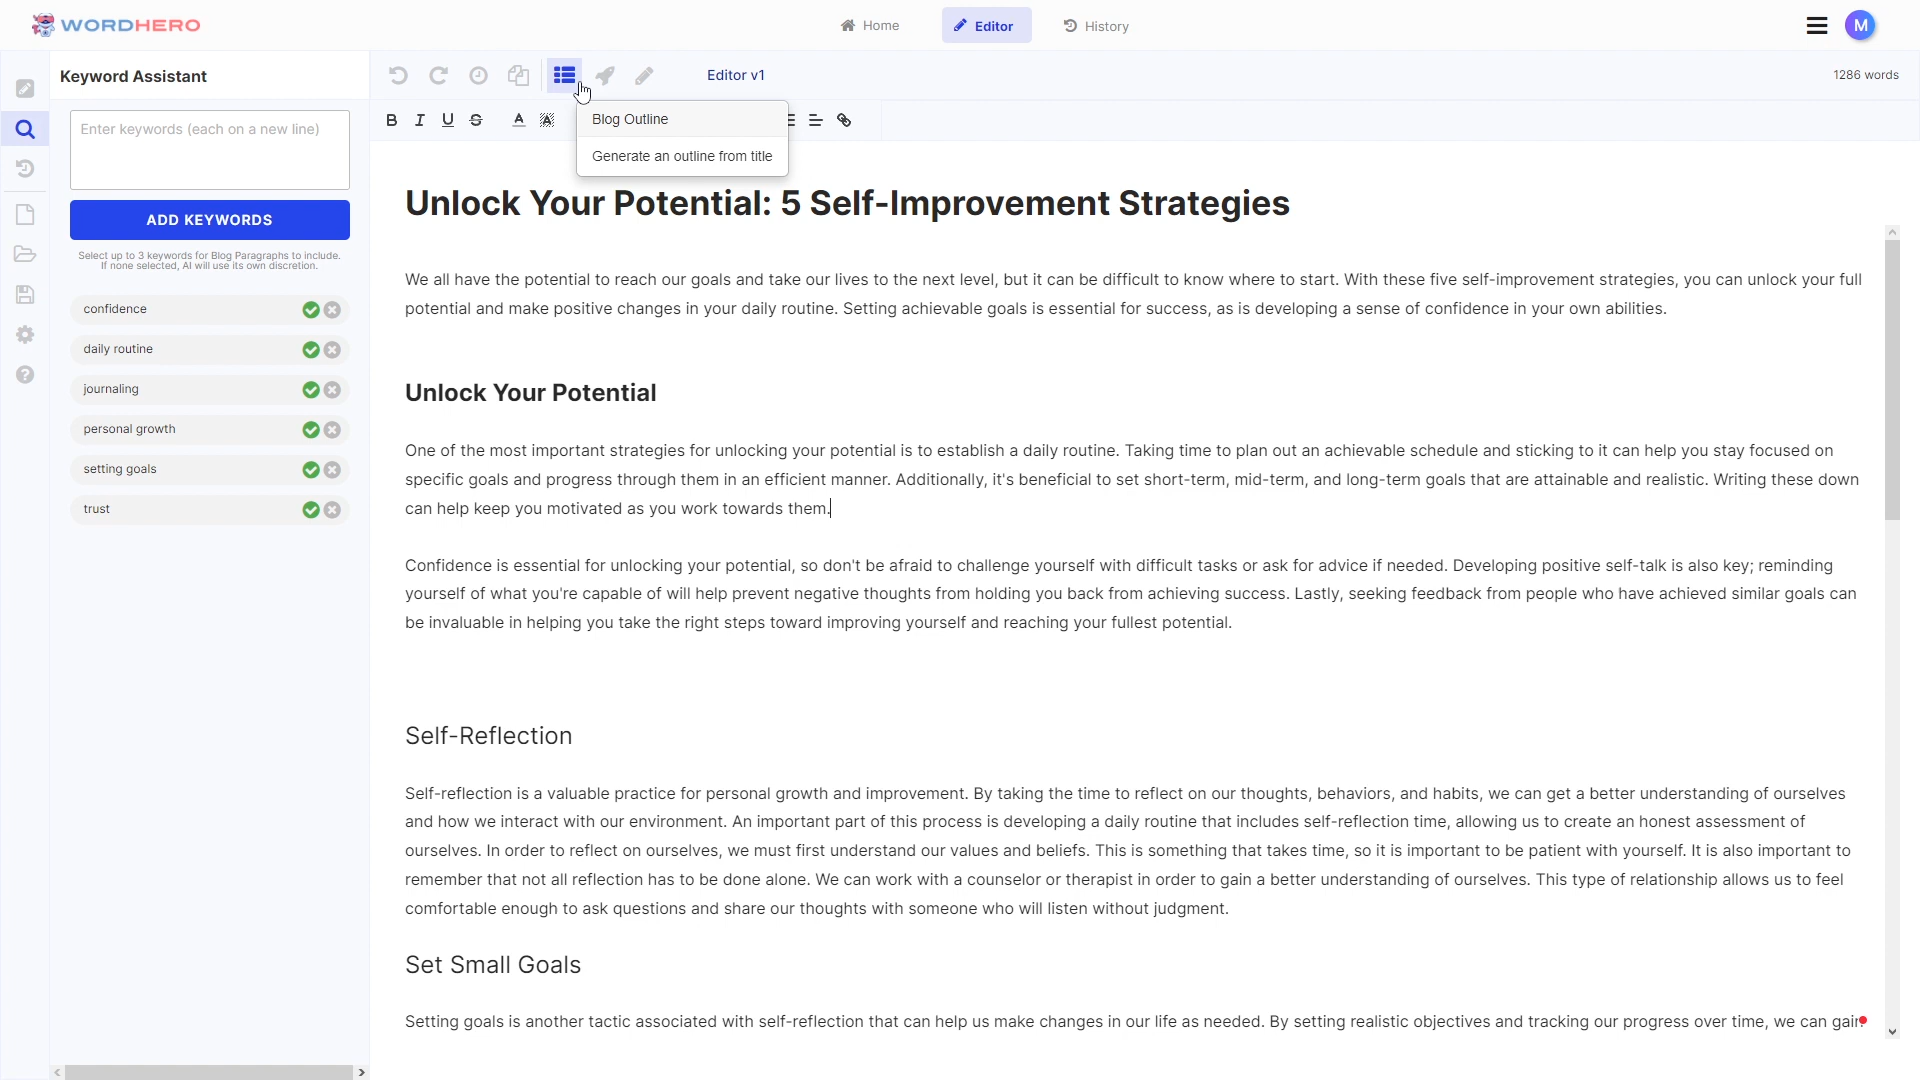 WORDHERO
Home
Editor
History
M
Keyword Assistant
Editor v1
1286 words
Enter keywords (each on a new line)
B I U S A A
Blog Outline
Generate an outline from title
ADD KEYWORDS
Select up to 3 keywords for Blog Paragraphs to include.
If none selected, AI will use its own discretion.
confidence
daily routine
journaling
personal growth
setting goals
trust
Unlock Your Potential: 5 Self-Improvement Strategies
We all have the potential to reach our goals and take our lives to the next level, but it can be difficult to know where to start. With these five self-improvement strategies, you can unlock your full
potential and make positive changes in your daily routine. Setting achievable goals is essential for success, as is developing a sense of confidence in your own abilities.
Unlock Your Potential
One of the most important strategies for unlocking your potential is to establish a daily routine. Taking time to plan out an achievable schedule and sticking to it can help you stay focused on
specific goals and progress through them in an efficient manner. Additionally, it's beneficial to set short-term, mid-term, and long-term goals that are attainable and realistic. Writing these down
can help keep you motivated as you work towards them.
Confidence is essential for unlocking your potential, so don't be afraid to challenge yourself with difficult tasks or ask for advice if needed. Developing positive self-talk is also key; reminding
yourself of what you're capable of will help prevent negative thoughts from holding you back from achieving success. Lastly, seeking feedback from people who have achieved similar goals can
be invaluable in helping you take the right steps toward improving yourself and reaching your fullest potential.
Self-Reflection
Self-reflection is a valuable practice for personal growth and improvement. By taking the time to reflect on our thoughts, behaviors, and habits, we can get a better understanding of ourselves
and how we interact with our environment. An important part of this process is developing a daily routine that includes self-reflection time, allowing us to create an honest assessment of
ourselves. In order to reflect on ourselves, we must first understand our values and beliefs. This is something that takes time, so it is important to be patient with yourself. It is also important to
remember that not all reflection has to be done alone. We can work with a counselor or therapist in order to gain a better understanding of ourselves. This type of relationship allows us to feel
comfortable enough to ask questions and share our thoughts with someone who will listen without judgment.
Set Small Goals
Setting goals is another tactic associated with self-reflection that can help us make changes in our life as needed. By setting realistic objectives and tracking our progress over time, we can gain